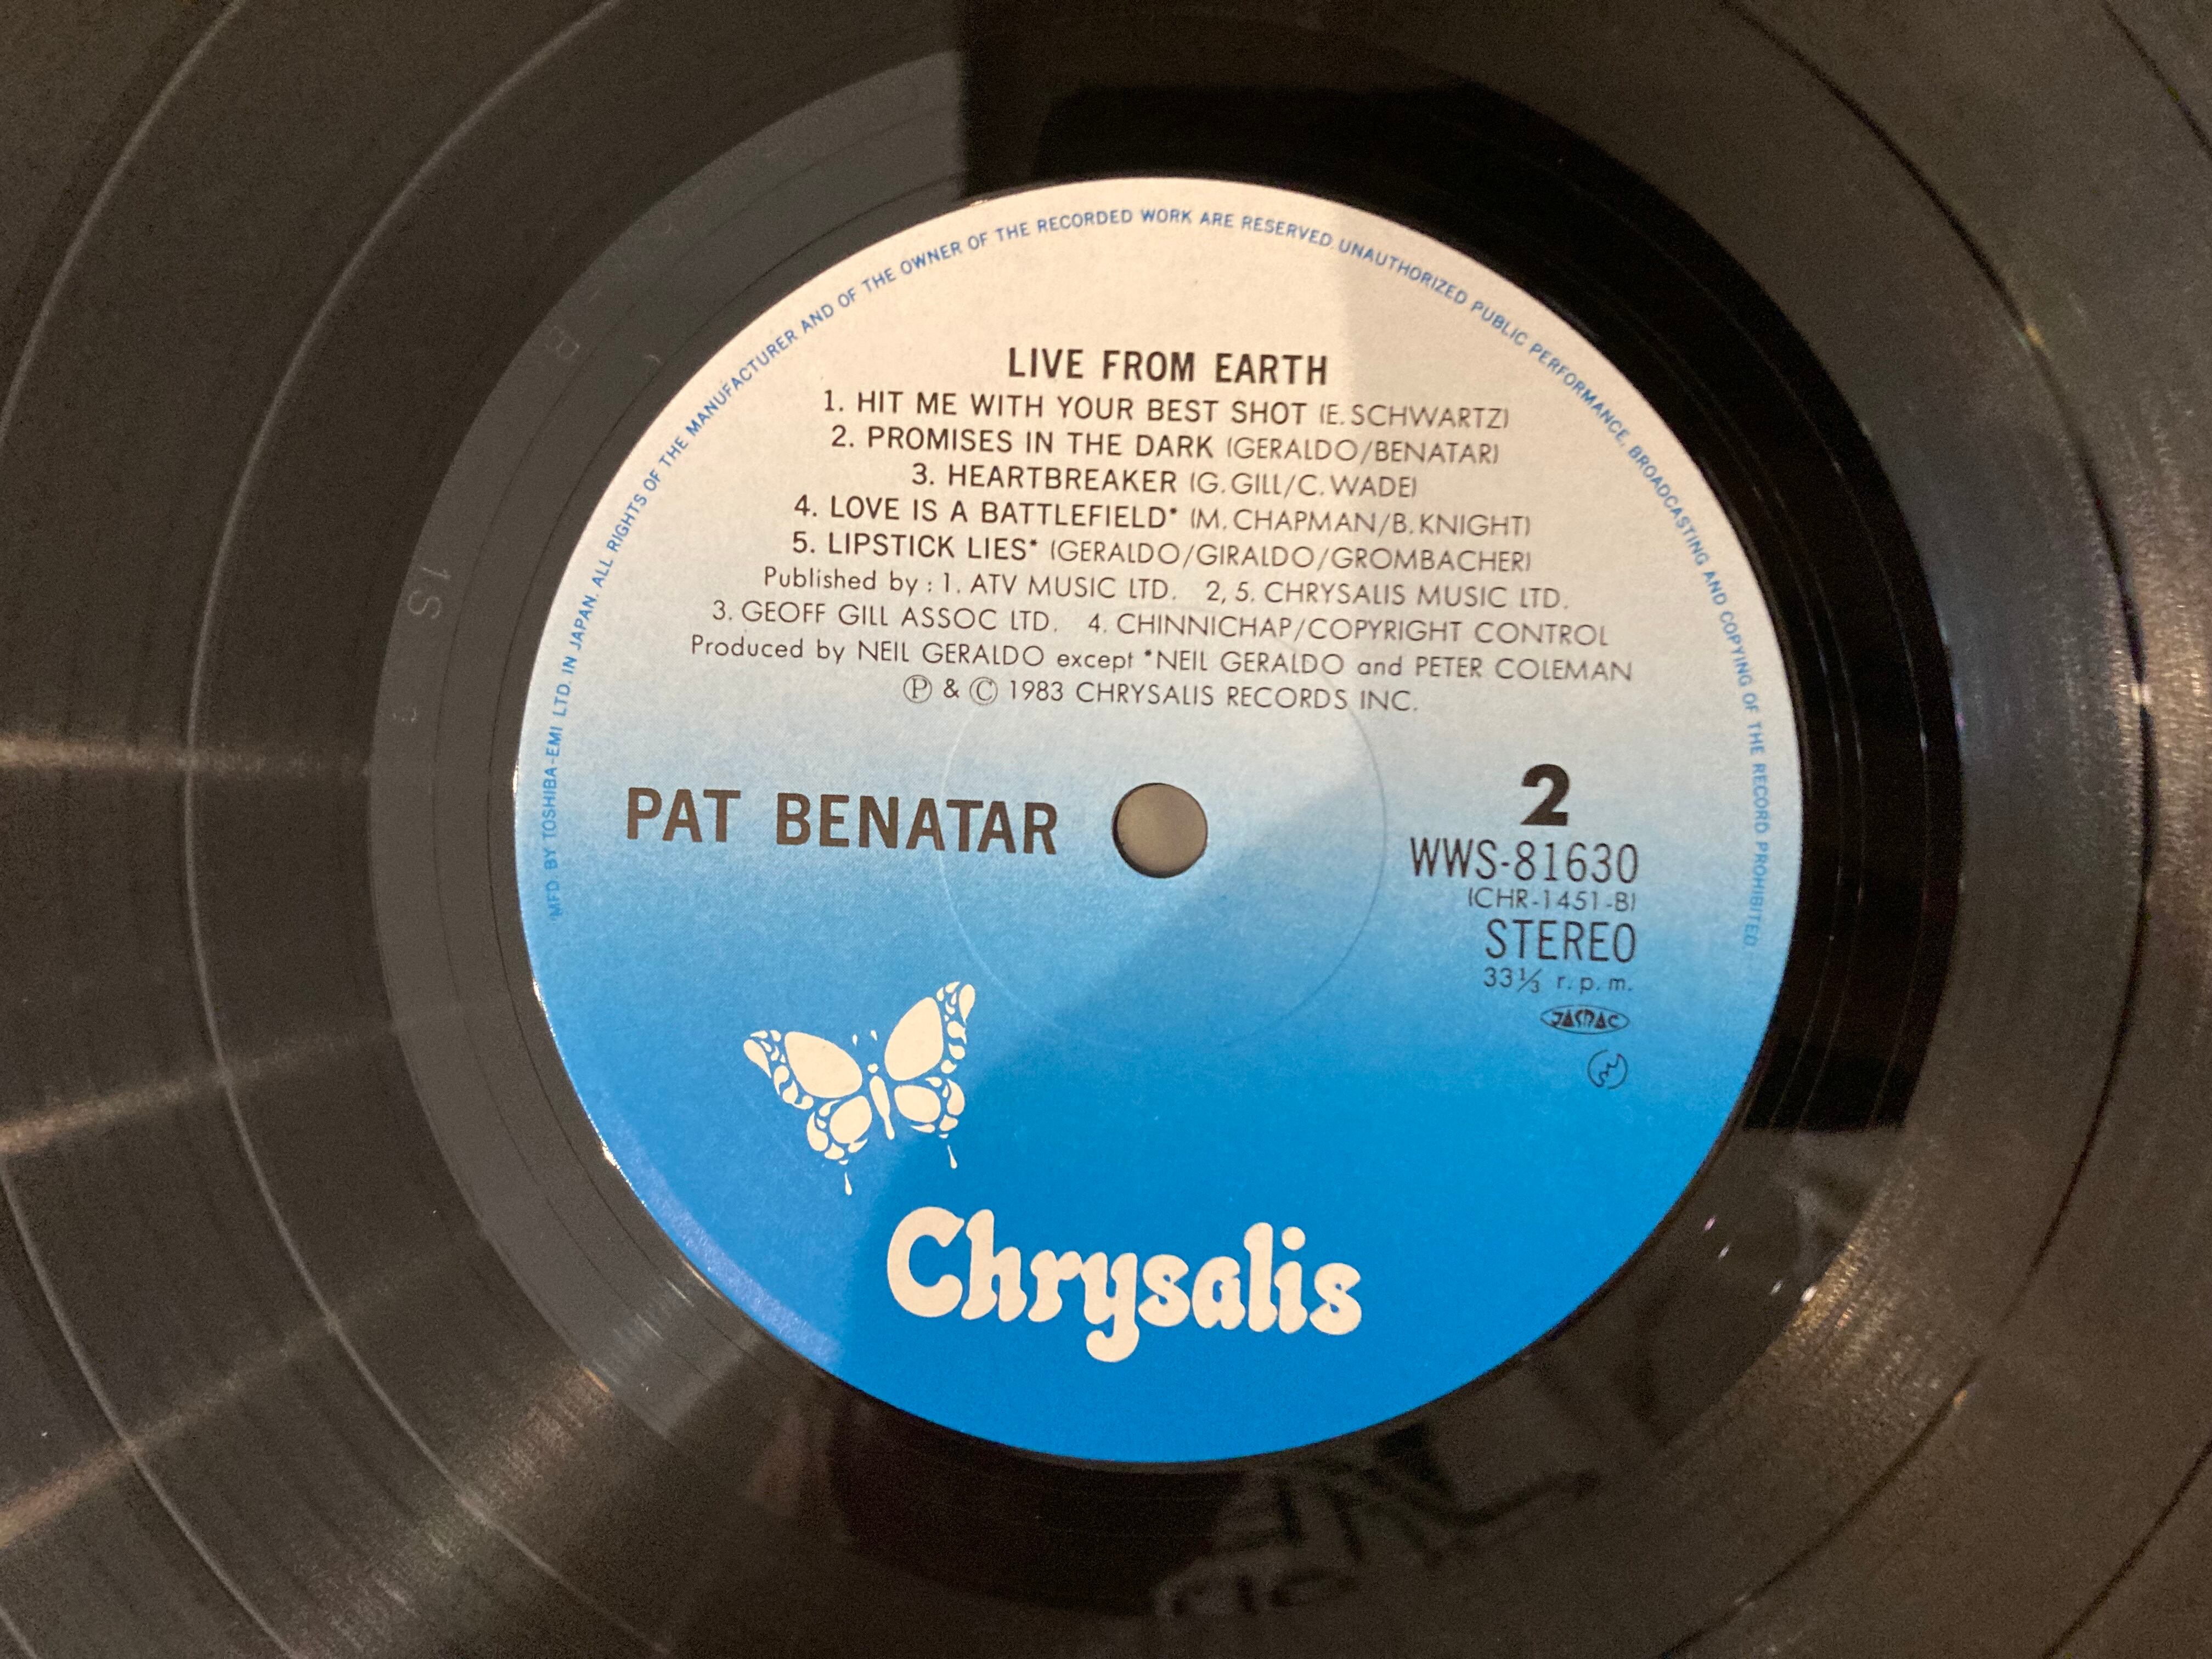 MFD. BY TOSHIBA-EMI LTD. IN JAPAN. ALL RIGHTS OF THE MANUFACTURER AND OF THE OWNER OF THE RECORDED WORK ARE RESERVED. UNAUTHORIZED PUBLIC PERFORMANCE, BROADCASTING AND COPYING OF THE RECORD PROHIBITED
LIVE FROM EARTH
1. HIT ME WITH YOUR BEST SHOT (E. SCHWARTZ)
2. PROMISES IN THE DARK (GERALDO/BENATAR)
3. HEARTBREAKER (G. GILL/C. WADE)
4. LOVE IS A BATTLEFIELD* (M. CHAPMAN/B. KNIGHT)
5. LIPSTICK LIES* (GERALDO/GIRALDO/GROMBACHER)
Published by : 1. ATV MUSIC LTD. 2, 5. CHRYSALIS MUSIC LTD.
3. GEOFF GILL ASSOC LTD. 4. CHINNICHAP/COPYRIGHT CONTROL
Produced by NEIL GERALDO except *NEIL GERALDO and PETER COLEMAN
Ⓟ & © 1983 CHRYSALIS RECORDS INC.
PAT BENATAR
2
WWS-81630
(CHR-1451-B)
STEREO
33⅓ r.p.m.
JASRAC
Chrysalis
1S